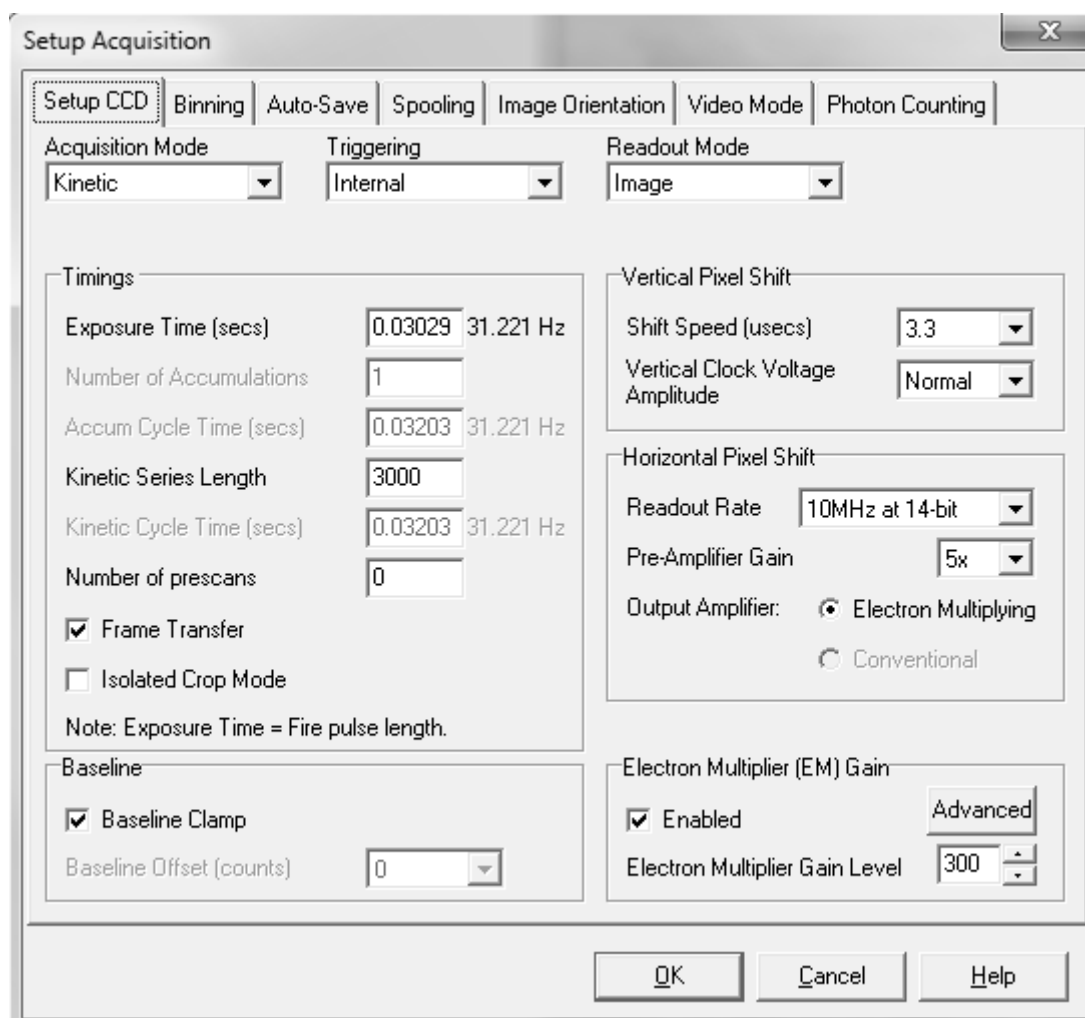 Setup Acquisition
Setup CCD Binning Auto-Save Spooling Image Orientation Video Mode Photon Counting
Acquisition Mode Triggering Readout Mode
Kinetic Internal Image
Timings
Exposure Time (secs) 0.03029 31.221 Hz
Number of Accumulations 1
Accum Cycle Time (secs) 0.03203 31.221 Hz
Kinetic Series Length 3000
Kinetic Cycle Time (secs) 0.03203 31.221 Hz
Number of prescans 0
Frame Transfer
Isolated Crop Mode
Note: Exposure Time = Fire pulse length.
Vertical Pixel Shift
Shift Speed (usecs) 3.3
Vertical Clock Voltage
Amplitude Normal
Horizontal Pixel Shift
Readout Rate 10MHz at 14-bit
Pre-Amplifier Gain 5x
Output Amplifier: Electron Multiplying
Conventional
Baseline
Baseline Clamp
Baseline Offset (counts) 0
Electron Multiplier (EM) Gain
Enabled Advanced
Electron Multiplier Gain Level 300
OK Cancel Help